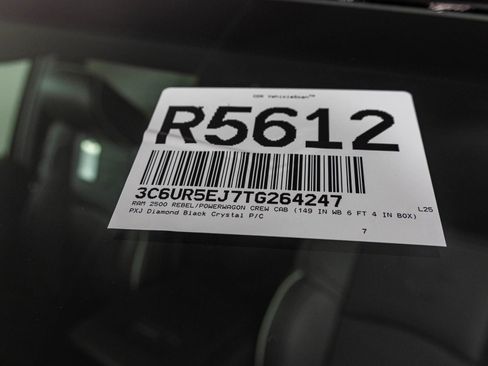 CDK VehicleScan™
R5612
3C6UR5EJ7TG264247
RAM 2500 REBEL/POWERWAGON CREW CAB (149 IN WB 6 FT 4 IN BOX)
L25
PXJ Diamond Black Crystal P/C
7